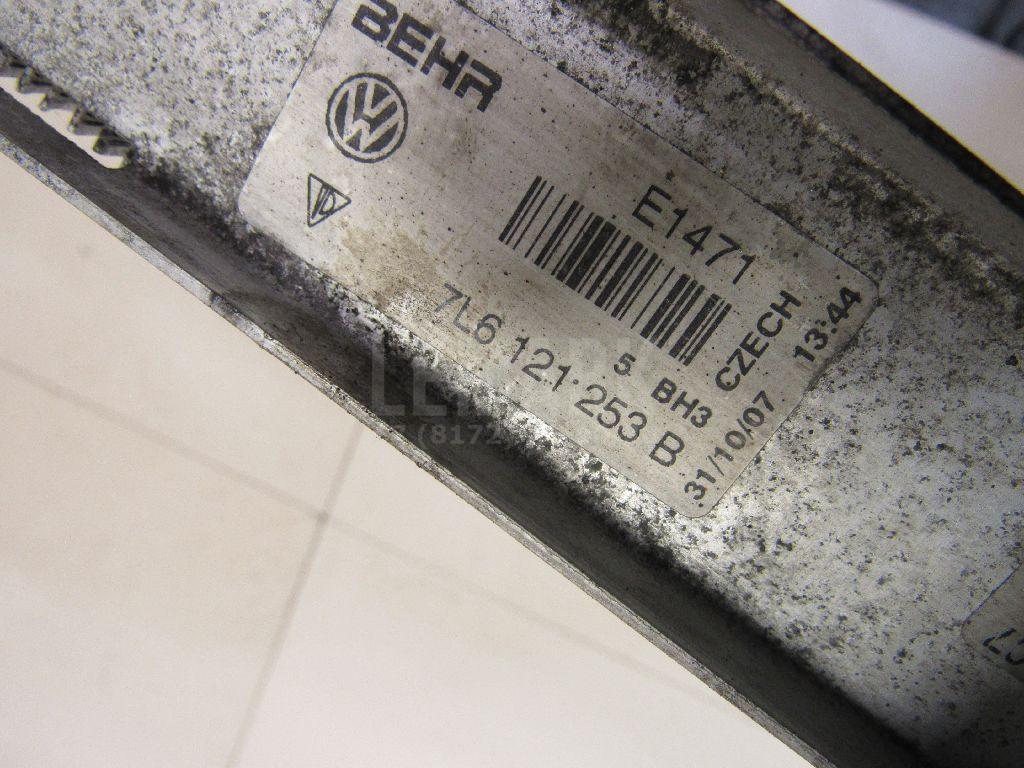 BEHR
E1471
7L6 121 253 B
5 BH3
CZECH
31/10/07 13:44